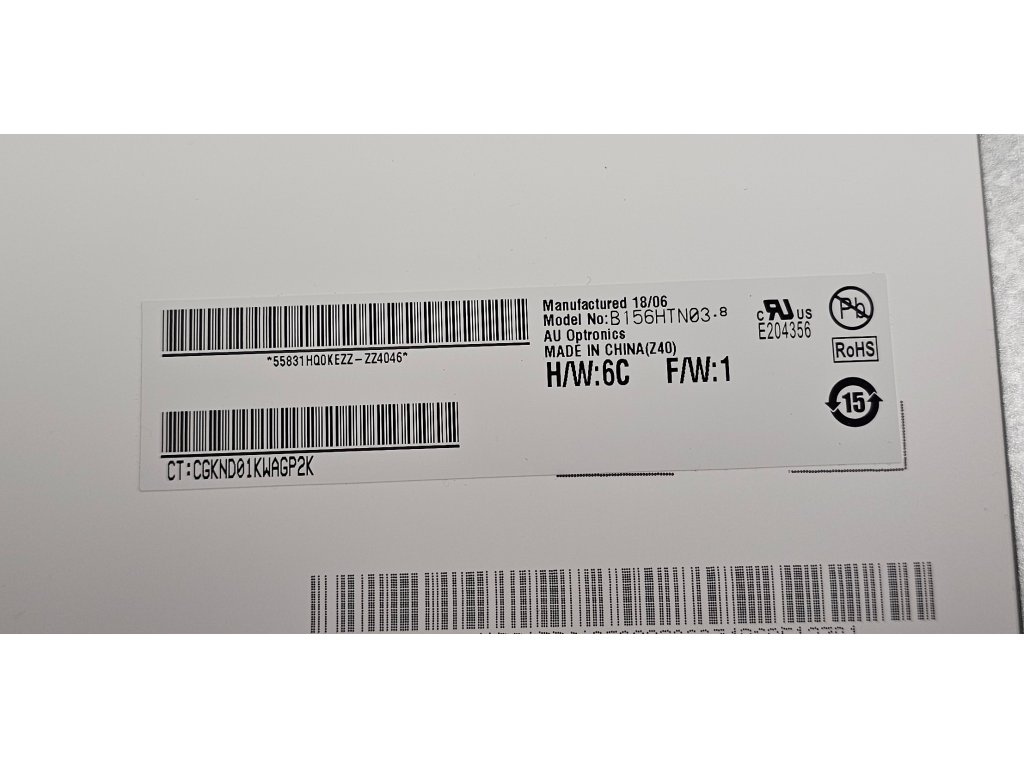 *55831HQ0KEZZ-ZZ4046*
CT:CGKND01KWAGP2K
Manufactured 18/06
Model No:B156HTN03.8
AU Optronics
MADE IN CHINA(Z40)
H/W:6C F/W:1
c RU US
E204356
Pb
RoHS
15